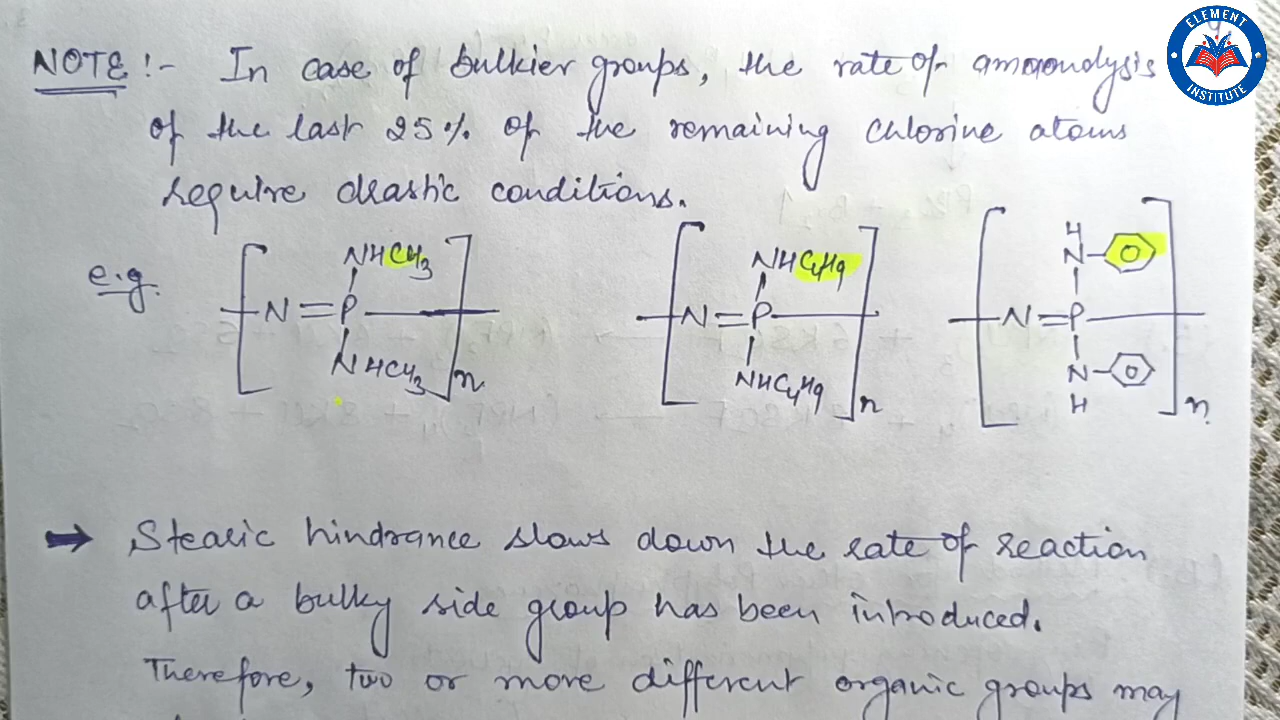 ELEMENT
INSTITUTE
NOTE :- In case of bulkier groups, the rate of ammonolysis
of the last 25% of the remaining chlorine atoms
require drastic conditions.
e.g.
[ N = P ( NHCH3 ) ( NHCH3 ) ]n
[ N = P ( NHC4H9 ) ( NHC4H9 ) ]n
[ N = P ( H N ) ( N H ) ]n
→ Stearic hindrance slows down the rate of reaction
after a bulky side group has been introduced.
Therefore, two or more different organic groups may